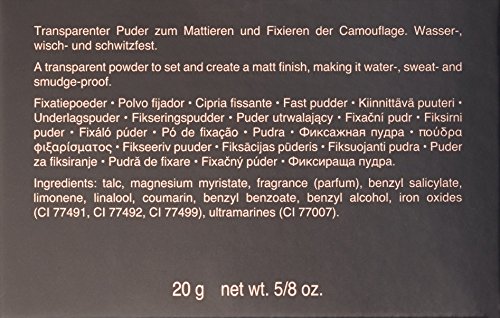 Transparenter Puder zum Mattieren und Fixieren der Camouflage. Wasser-,
wisch- und schwitzfest.
A transparent powder to set and create a matt finish, making it water-, sweat- and
smudge-proof.
Fixatiepoeder • Polvo fijador • Cipria fissante • Fast pudder • Kiinnittävä puuteri •
Underlagspuder • Fikseringspudder • Puder utrwalający • Fixační pudr • Fiksirni
puder • Fixáló púder • Pó de fixação • Pudra • Фиксажная пудра • πούδρα
φιξαρίσματος • Fikseeriv puuder • Fiksācijas pūderis • Fiksuojanti pudra • Puder
za fiksiranje • Pudră de fixare • Fixačný púder • Фиксираща пудра.
Ingredients: talc, magnesium myristate, fragrance (parfum), benzyl salicylate,
limonene, linalool, coumarin, benzyl benzoate, benzyl alcohol, iron oxides
(CI 77491, CI 77492, CI 77499), ultramarines (CI 77007).
20 g net wt. 5/8 oz.